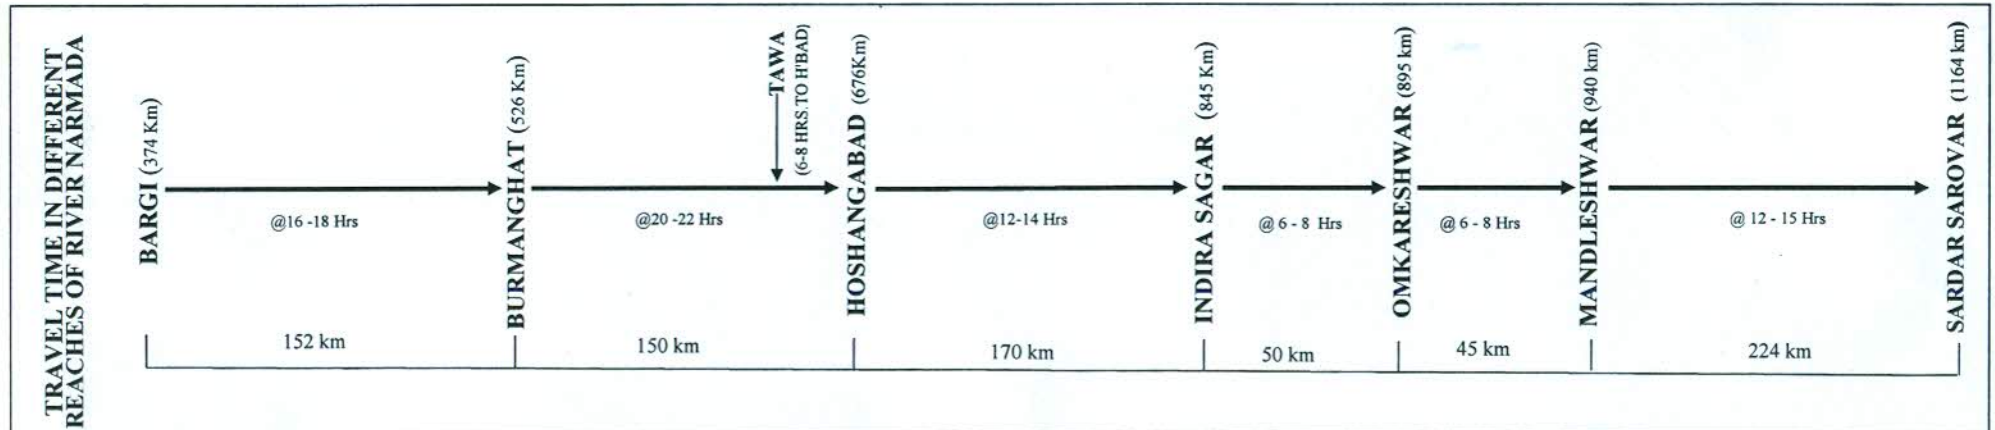 TRAVEL TIME IN DIFFERENT
REACHES OF RIVER NARMADA
BARGI (374 Km)
@16 -18 Hrs
BURMANGHAT (526 Km)
@20 -22 Hrs
TAWA
(6-8 HRS.TO H'BAD)
HOSHANGABAD (676Km)
@12-14 Hrs
INDIRA SAGAR (845 Km)
@ 6 - 8 Hrs
OMKARESHWAR (895 km)
@ 6 - 8 Hrs
MANDLESHWAR (940 km)
@ 12 - 15 Hrs
SARDAR SAROVAR (1164 km)
152 km
150 km
170 km
50 km
45 km
224 km